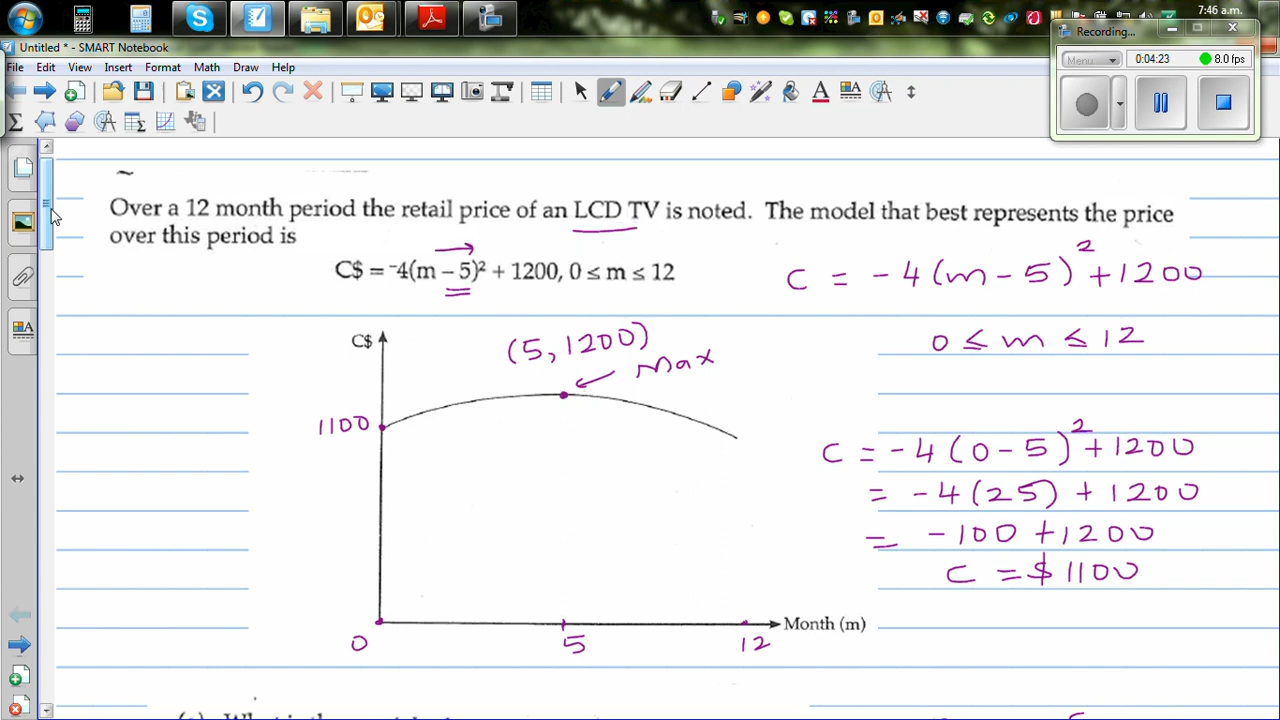 7:46 a.m.
Untitled * - SMART Notebook
Recording...
File Edit View Insert Format Math Draw Help
Menu 0:04:23 8.0 fps
Over a 12 month period the retail price of an LCD TV is noted. The model that best represents the price
over this period is
C$ = ⁻4(m – 5)² + 1200, 0 ≤ m ≤ 12
C = -4(m-5)² + 1200
0 ≤ m ≤ 12
C$
(5, 1200)
Max
1100
C = -4(0-5)² + 1200
= -4(25) + 1200
= -100 + 1200
C = $1100
Month (m)
0 5 12